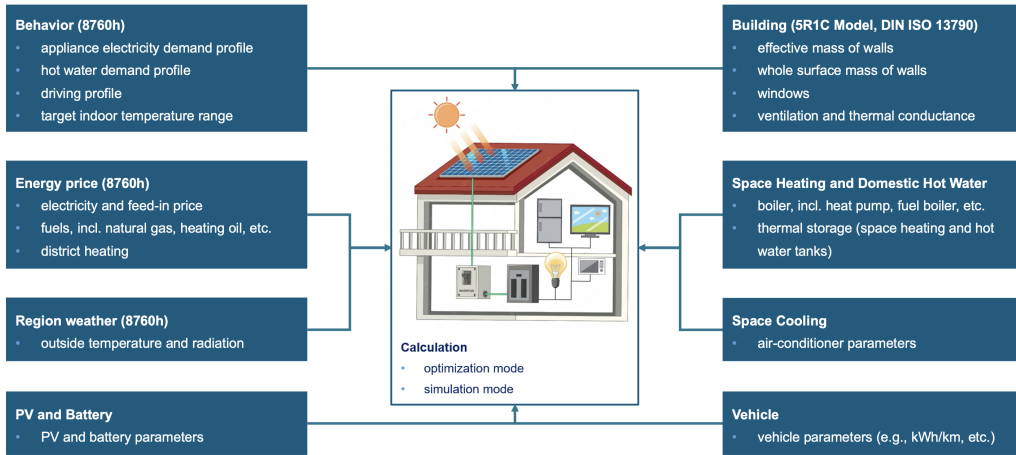 Behavior (8760h)
• appliance electricity demand profile
• hot water demand profile
• driving profile
• target indoor temperature range
Energy price (8760h)
• electricity and feed-in price
• fuels, incl. natural gas, heating oil, etc.
• district heating
Region weather (8760h)
• outside temperature and radiation
PV and Battery
• PV and battery parameters
INVERTER
Calculation
• optimization mode
• simulation mode
Building (5R1C Model, DIN ISO 13790)
• effective mass of walls
• whole surface mass of walls
• windows
• ventilation and thermal conductance
Space Heating and Domestic Hot Water
• boiler, incl. heat pump, fuel boiler, etc.
• thermal storage (space heating and hot
water tanks)
Space Cooling
• air-conditioner parameters
Vehicle
• vehicle parameters (e.g., kWh/km, etc.)